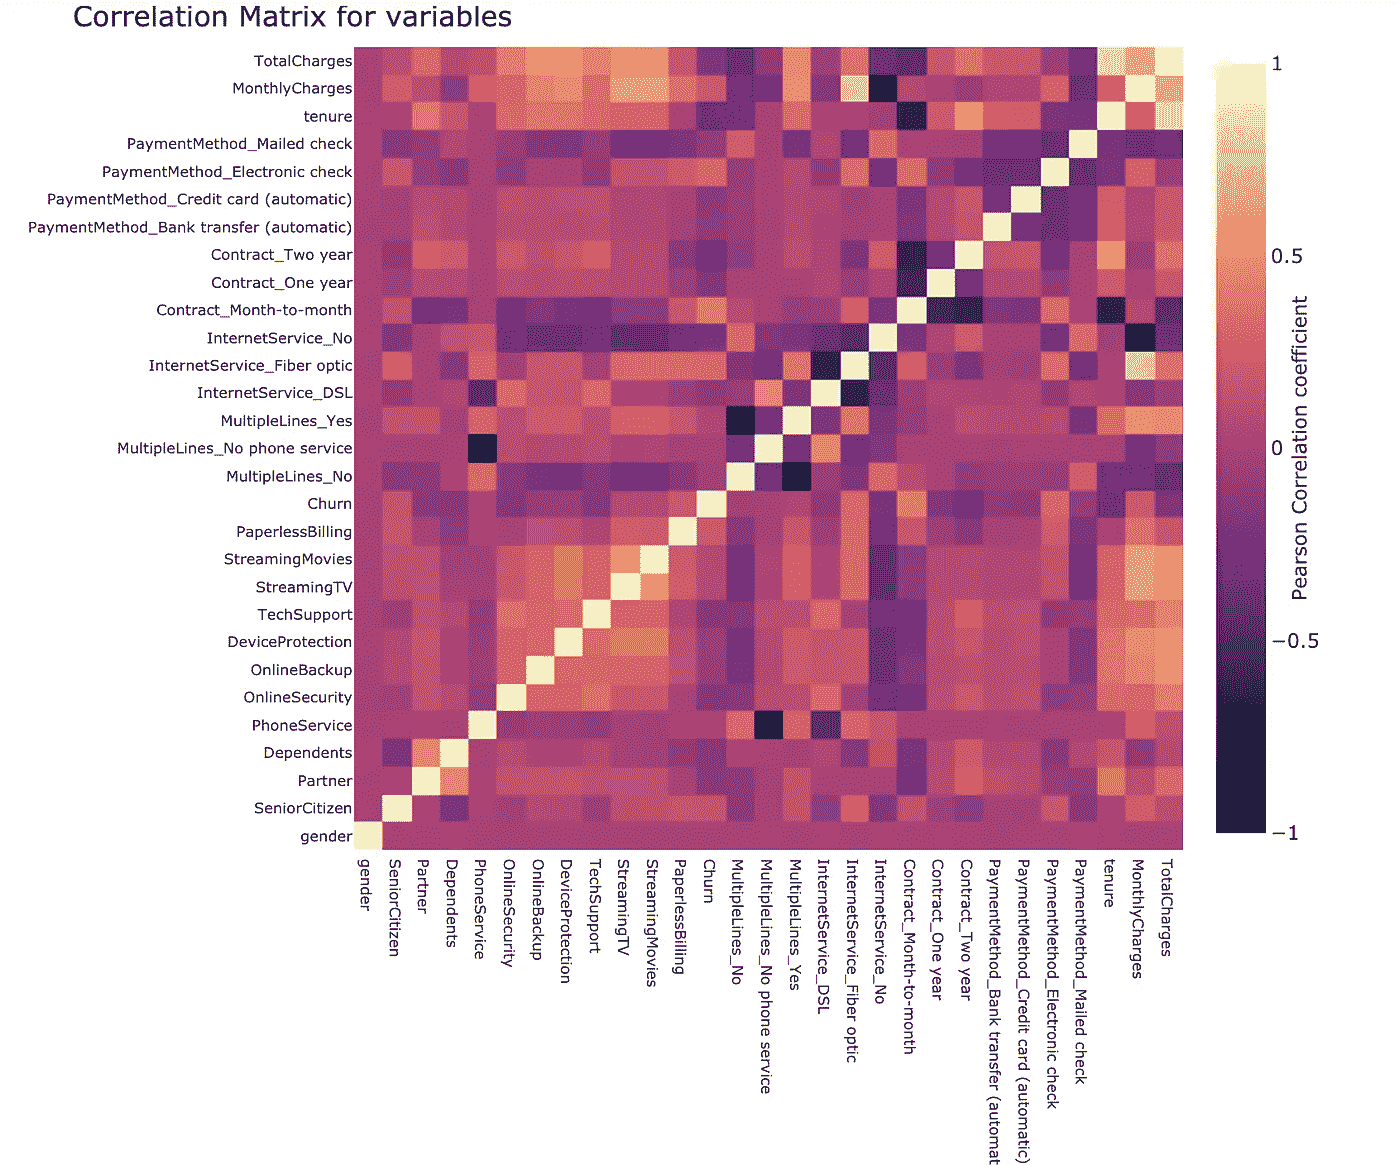 Correlation Matrix for variables
TotalCharges
MonthlyCharges
tenure
PaymentMethod_Mailed check
PaymentMethod_Electronic check
PaymentMethod_Credit card (automatic)
PaymentMethod_Bank transfer (automatic)
Contract_Two year
Contract_One year
Contract_Month-to-month
InternetService_No
InternetService_Fiber optic
InternetService_DSL
MultipleLines_Yes
MultipleLines_No phone service
MultipleLines_No
Churn
PaperlessBilling
StreamingMovies
StreamingTV
TechSupport
DeviceProtection
OnlineBackup
OnlineSecurity
PhoneService
Dependents
Partner
SeniorCitizen
gender
gender
SeniorCitizen
Partner
Dependents
PhoneService
OnlineSecurity
OnlineBackup
DeviceProtection
TechSupport
StreamingTV
StreamingMovies
PaperlessBilling
Churn
MultipleLines_No
MultipleLines_No phone service
MultipleLines_Yes
InternetService_DSL
InternetService_Fiber optic
InternetService_No
Contract_Month-to-month
Contract_One year
Contract_Two year
PaymentMethod_Bank transfer (automat
PaymentMethod_Credit card (automatic)
PaymentMethod_Electronic check
PaymentMethod_Mailed check
tenure
MonthlyCharges
TotalCharges
1
0.5
0
−0.5
−1
Pearson Correlation coefficient